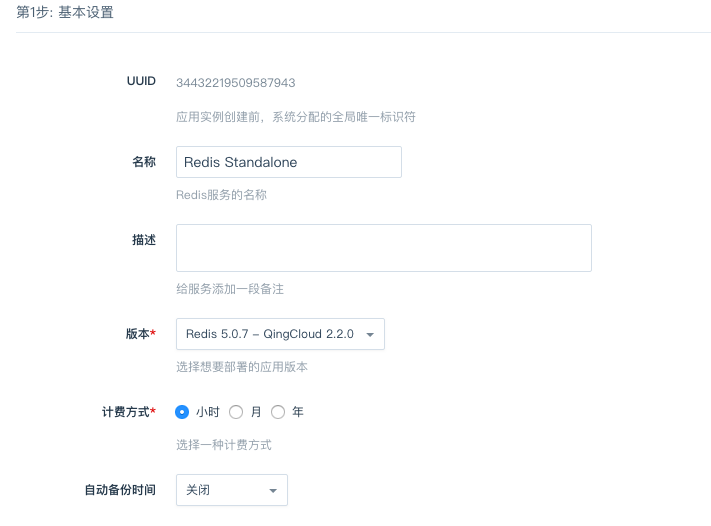 第1步: 基本设置
UUID 34432219509587943
应用实例创建前，系统分配的全局唯一标识符
名称 Redis Standalone
Redis服务的名称
描述
给服务添加一段备注
版本* Redis 5.0.7 – QingCloud 2.2.0
选择想要部署的应用版本
计费方式* 小时 月 年
选择一种计费方式
自动备份时间 关闭